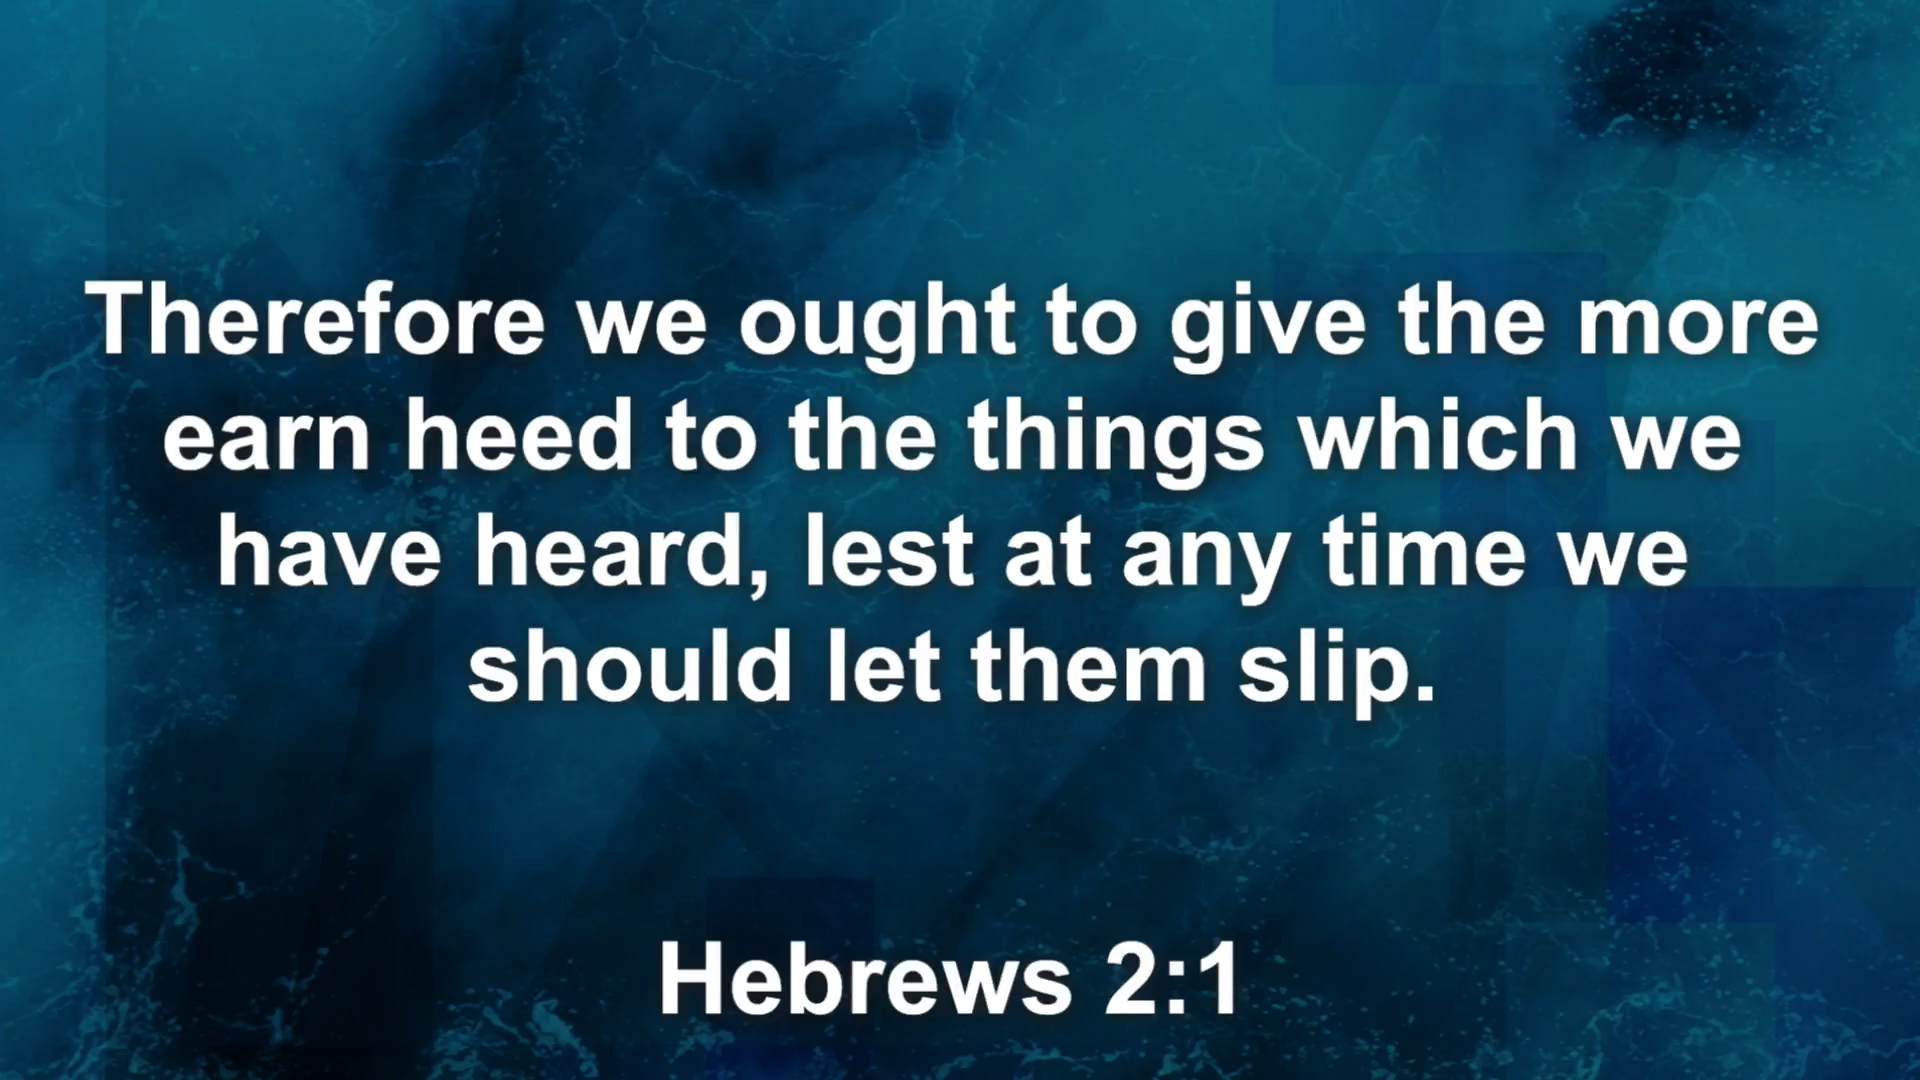 Therefore we ought to give the more
earn heed to the things which we
have heard, lest at any time we
should let them slip.
Hebrews 2:1